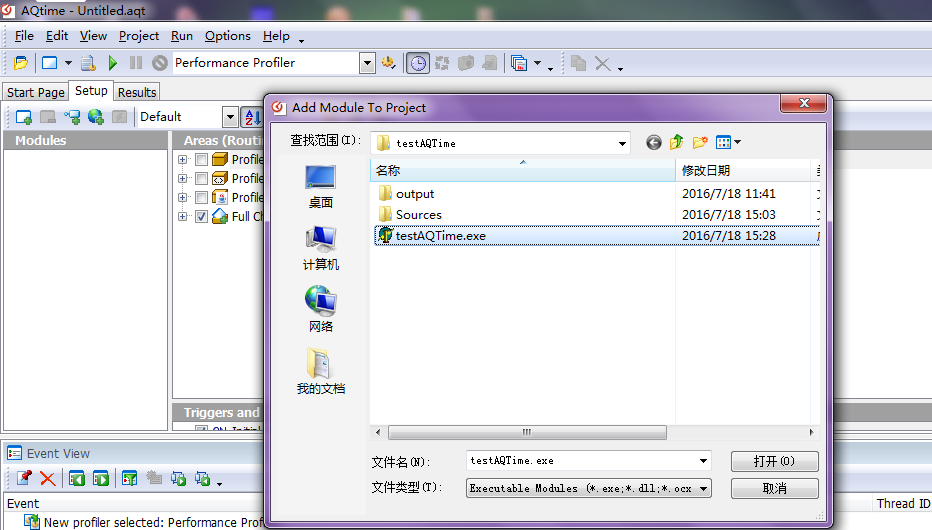 AQtime - Untitled.aqt
File Edit View Project Run Options Help
Performance Profiler
Start Page Setup Results
Default
Modules
Areas (Routin
Profile
Profile
Profile
Full Ch
Triggers and
Add Module To Project
查找范围(I):
testAQTime
桌面
计算机
网络
我的文档
名称 修改日期
output 2016/7/18 11:41
Sources 2016/7/18 15:03
testAQTime.exe 2016/7/18 15:28
文件名(N): testAQTime.exe 打开(O)
文件类型(T): Executable Modules (*.exe;*.dll;*.ocx 取消
Event View
Event Thread ID
New profiler selected: Performance Prof